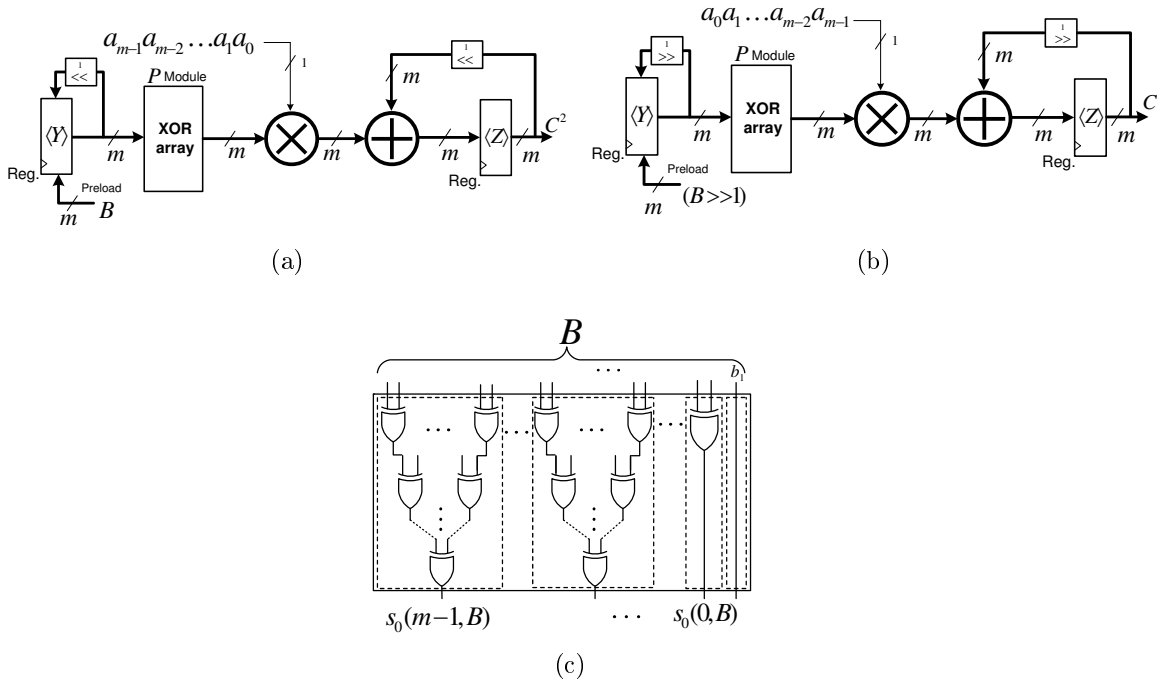 a_{m-1}a_{m-2}...a_1a_0
1
1
<<
P Module
m
1
<<
⟨Y⟩
XOR
array
⟨Z⟩
C^2
m
m
m
m
m
Reg.
Reg.
Preload
m
B
(a)
a_0a_1...a_{m-2}a_{m-1}
1
1
>>
P Module
m
1
>>
⟨Y⟩
XOR
array
⟨Z⟩
C
m
m
m
m
m
Reg.
Reg.
Preload
m
(B>>1)
(b)
B
...
b_1
... ... ... ...
s_0(m-1,B)
...
s_0(0,B)
(c)